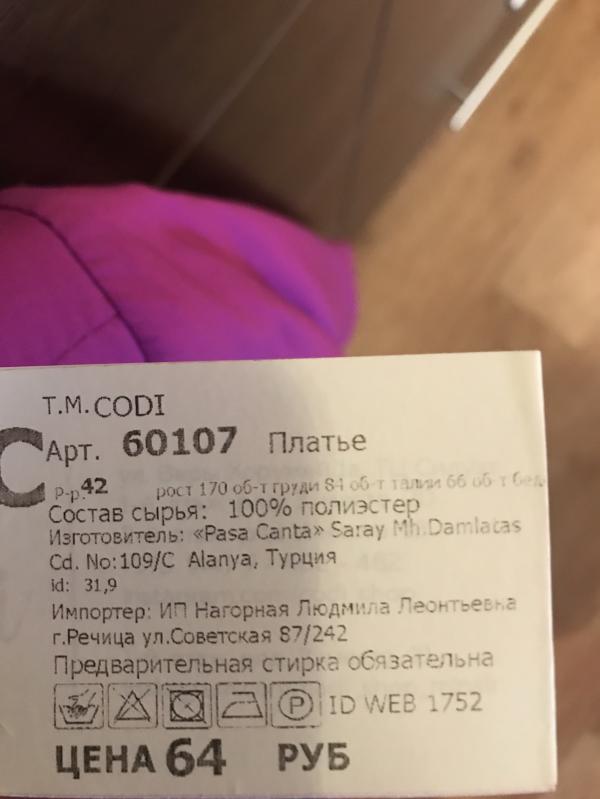 Т.М. CODI
С Арт. 60107 Платье
р-р.42 рост 170 об-т груди 84 об-т талии 66 об-т
Состав сырья: 100% полиэстер
Изготовитель: «Pasa Canta» Saray Mh.Damlatas
Cd. No:109/C Alanya, Турция
id: 31,9
Импортер: ИП Нагорная Людмила Леонтьевна
г.Речица ул.Советская 87/242
Предварительная стирка обязательна
P ID WEB 1752
ЦЕНА 64 РУБ